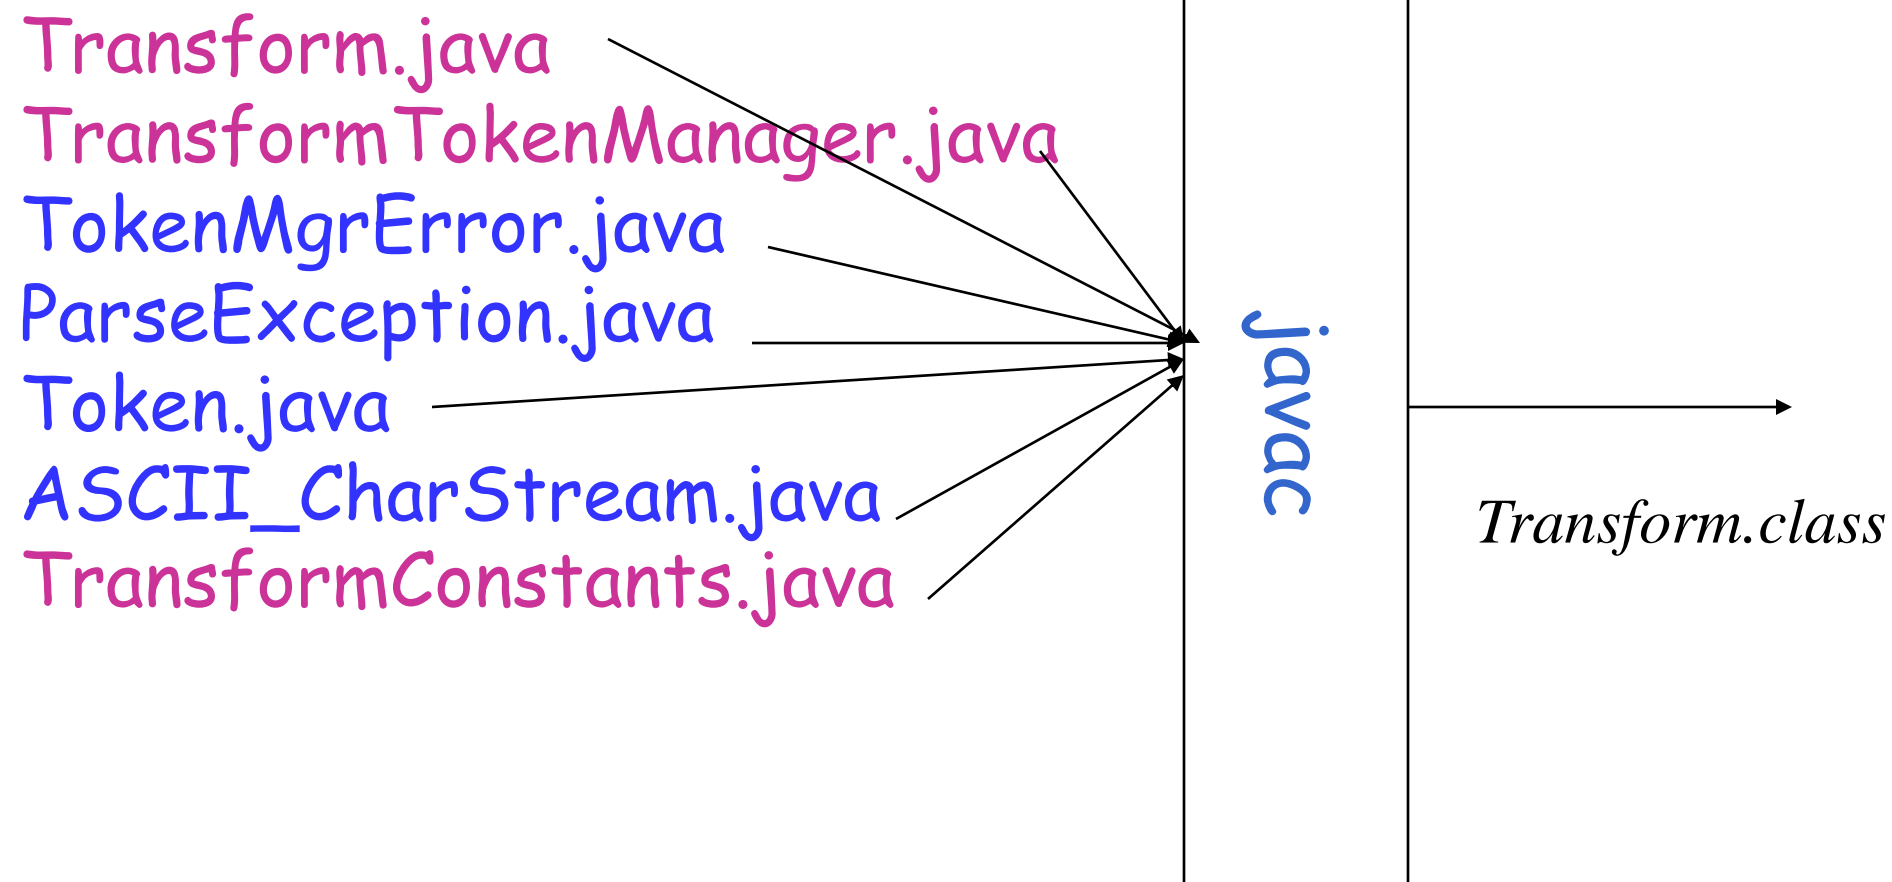 Transform.java
TransformTokenManager.java
TokenMgrError.java
ParseException.java
Token.java
ASCII_CharStream.java
TransformConstants.java
javac
Transform.class